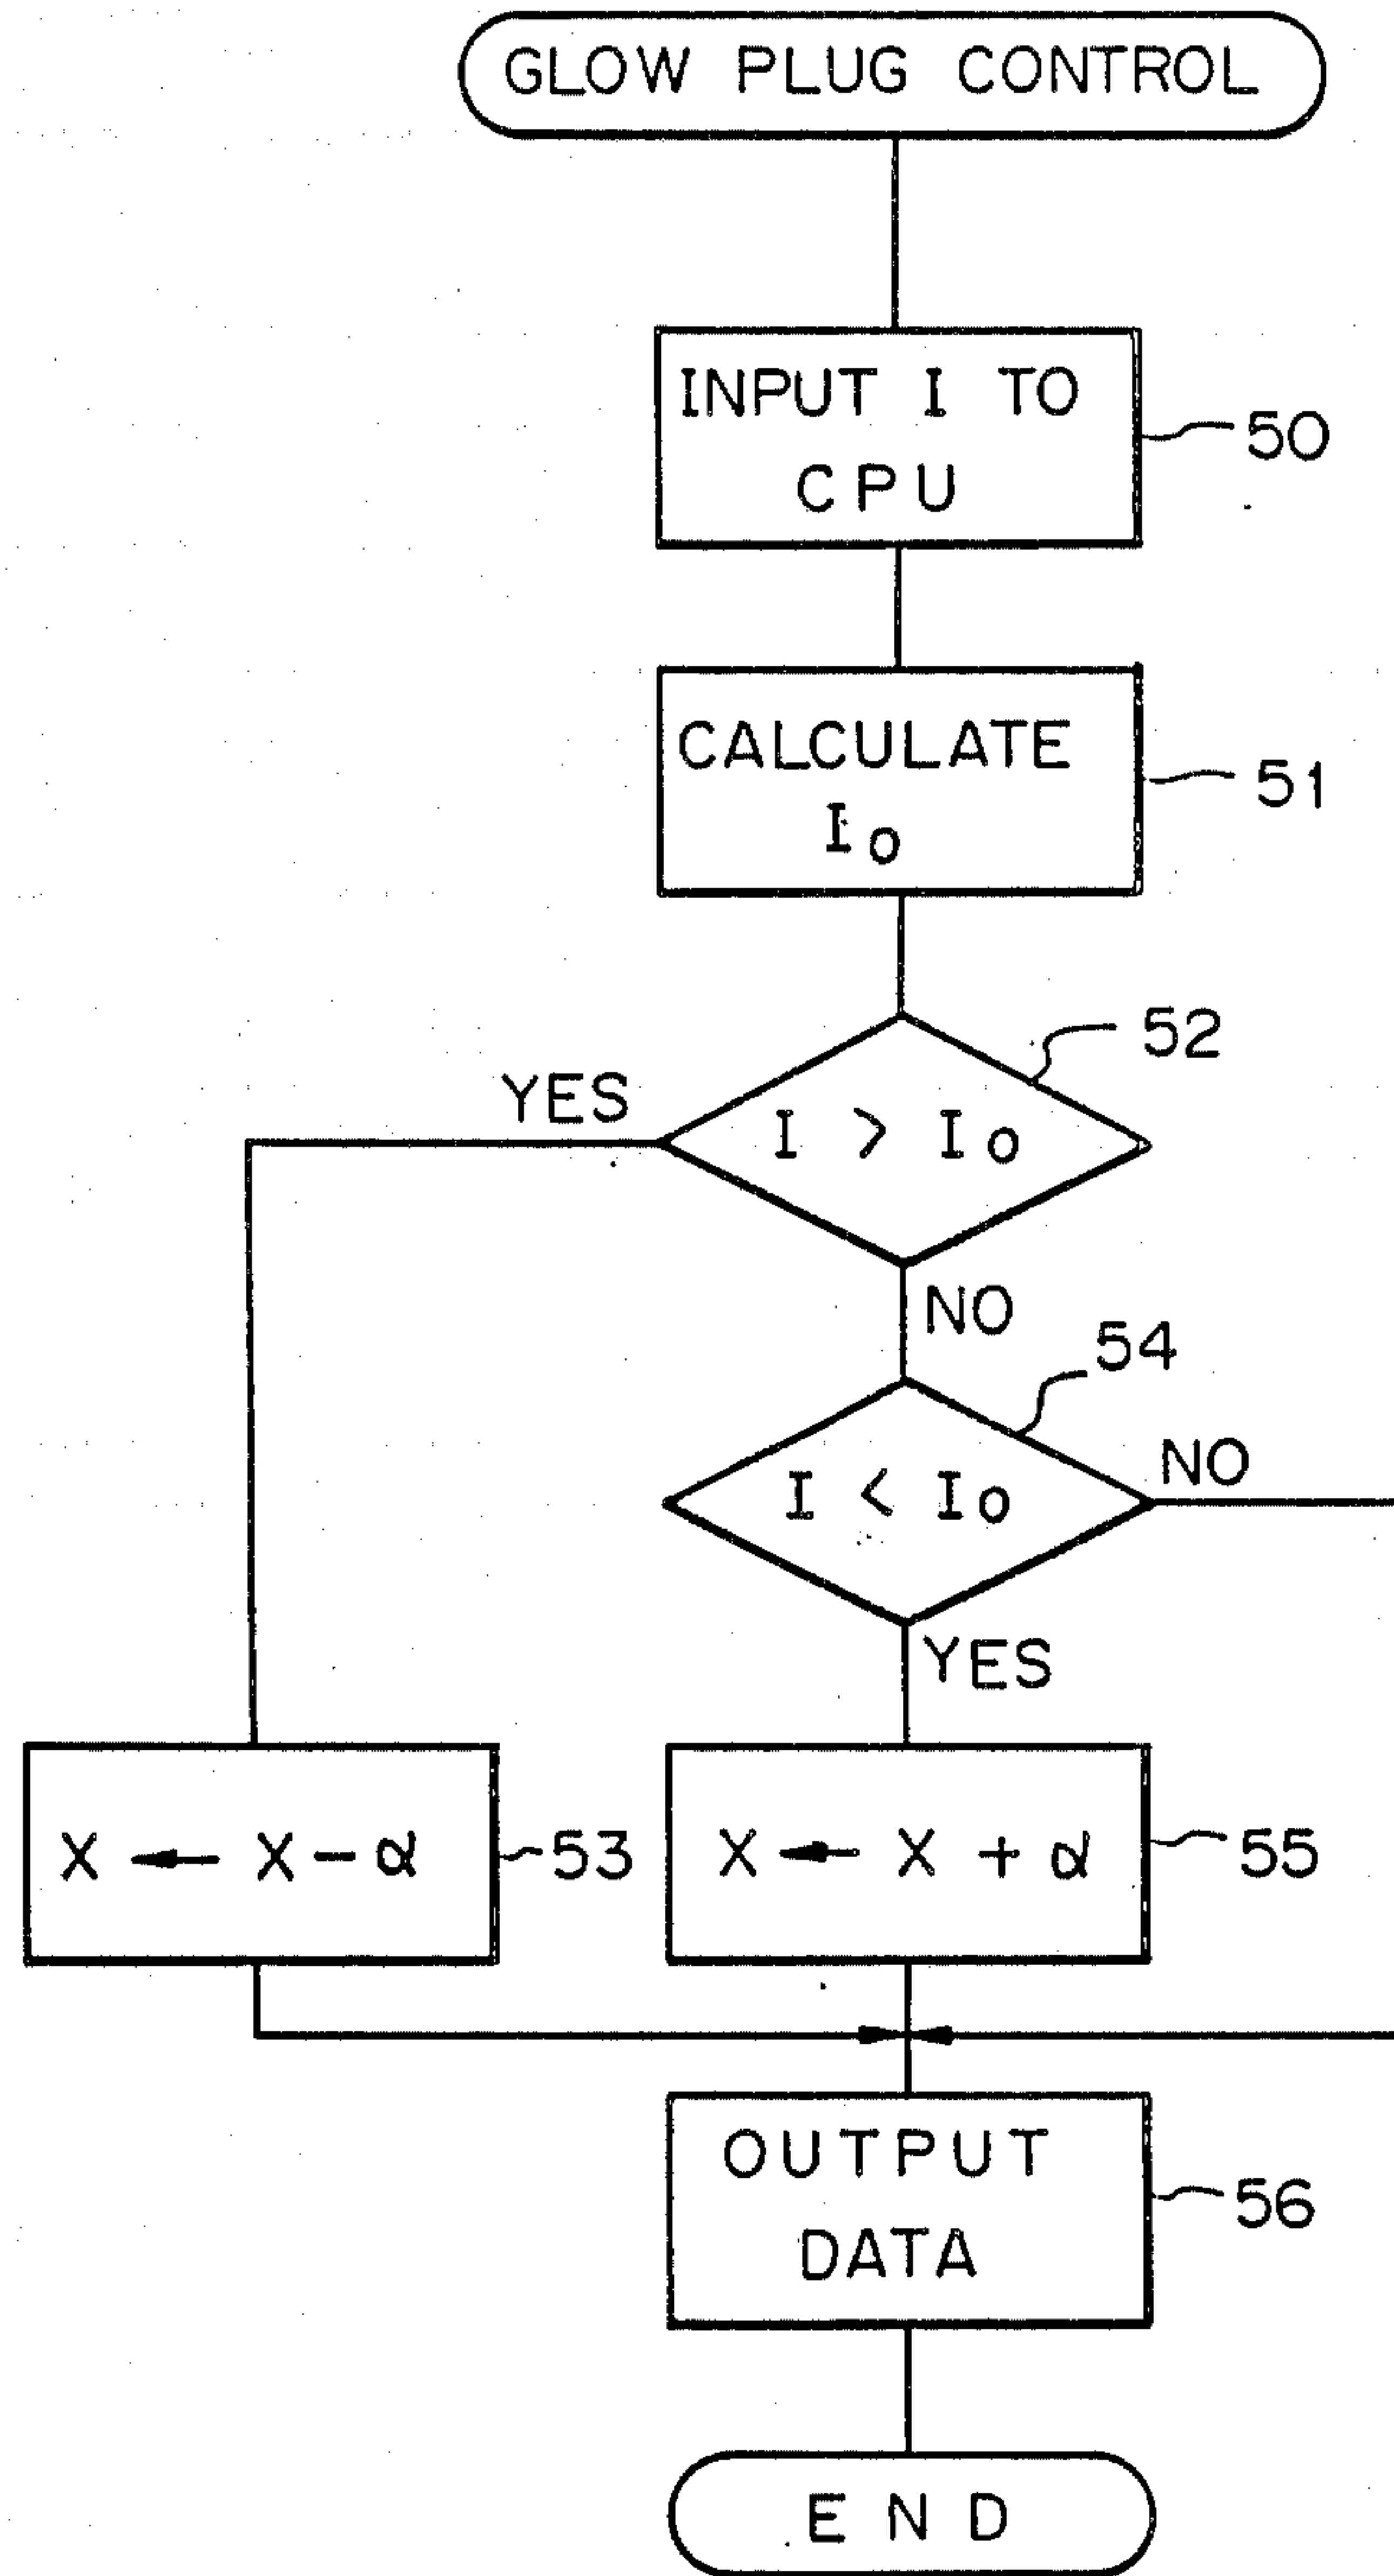 GLOW PLUG CONTROL
INPUT I TO
CPU
50
CALCULATE
Io
51
52
YES
I > Io
NO
54
NO
I < Io
YES
X ← X - α
53
X ← X + α
55
OUTPUT
DATA
56
END